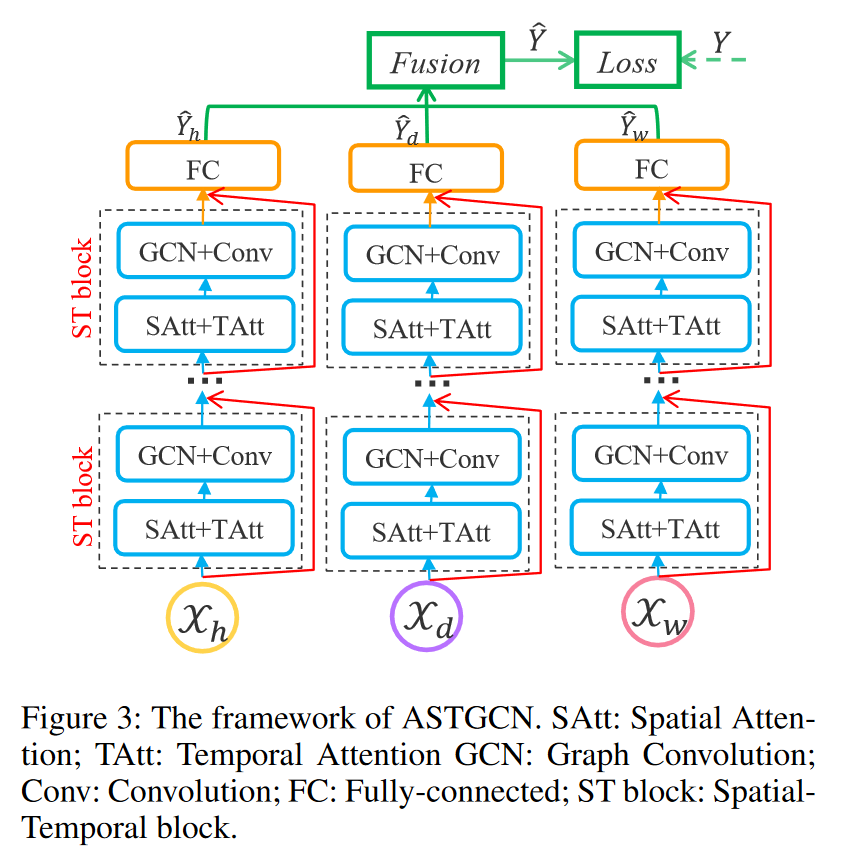 Fusion Ŷ Loss Y
Ŷh Ŷd Ŷw
FC FC FC
ST block
GCN+Conv GCN+Conv GCN+Conv
SAtt+TAtt SAtt+TAtt SAtt+TAtt
... ... ...
ST block
GCN+Conv GCN+Conv GCN+Conv
SAtt+TAtt SAtt+TAtt SAtt+TAtt
𝒳h 𝒳d 𝒳w
Figure 3: The framework of ASTGCN. SAtt: Spatial Atten-
tion; TAtt: Temporal Attention GCN: Graph Convolution;
Conv: Convolution; FC: Fully-connected; ST block: Spatial-
Temporal block.